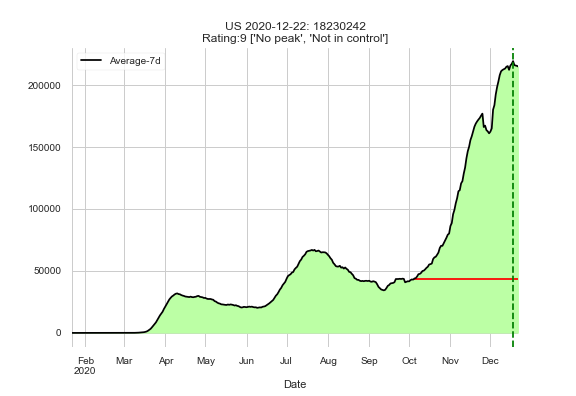 US 2020-12-22: 18230242
Rating:9 ['No peak', 'Not in control']
Average-7d
200000
150000
100000
50000
0
Feb Mar Apr May Jun Jul Aug Sep Oct Nov Dec
2020
Date